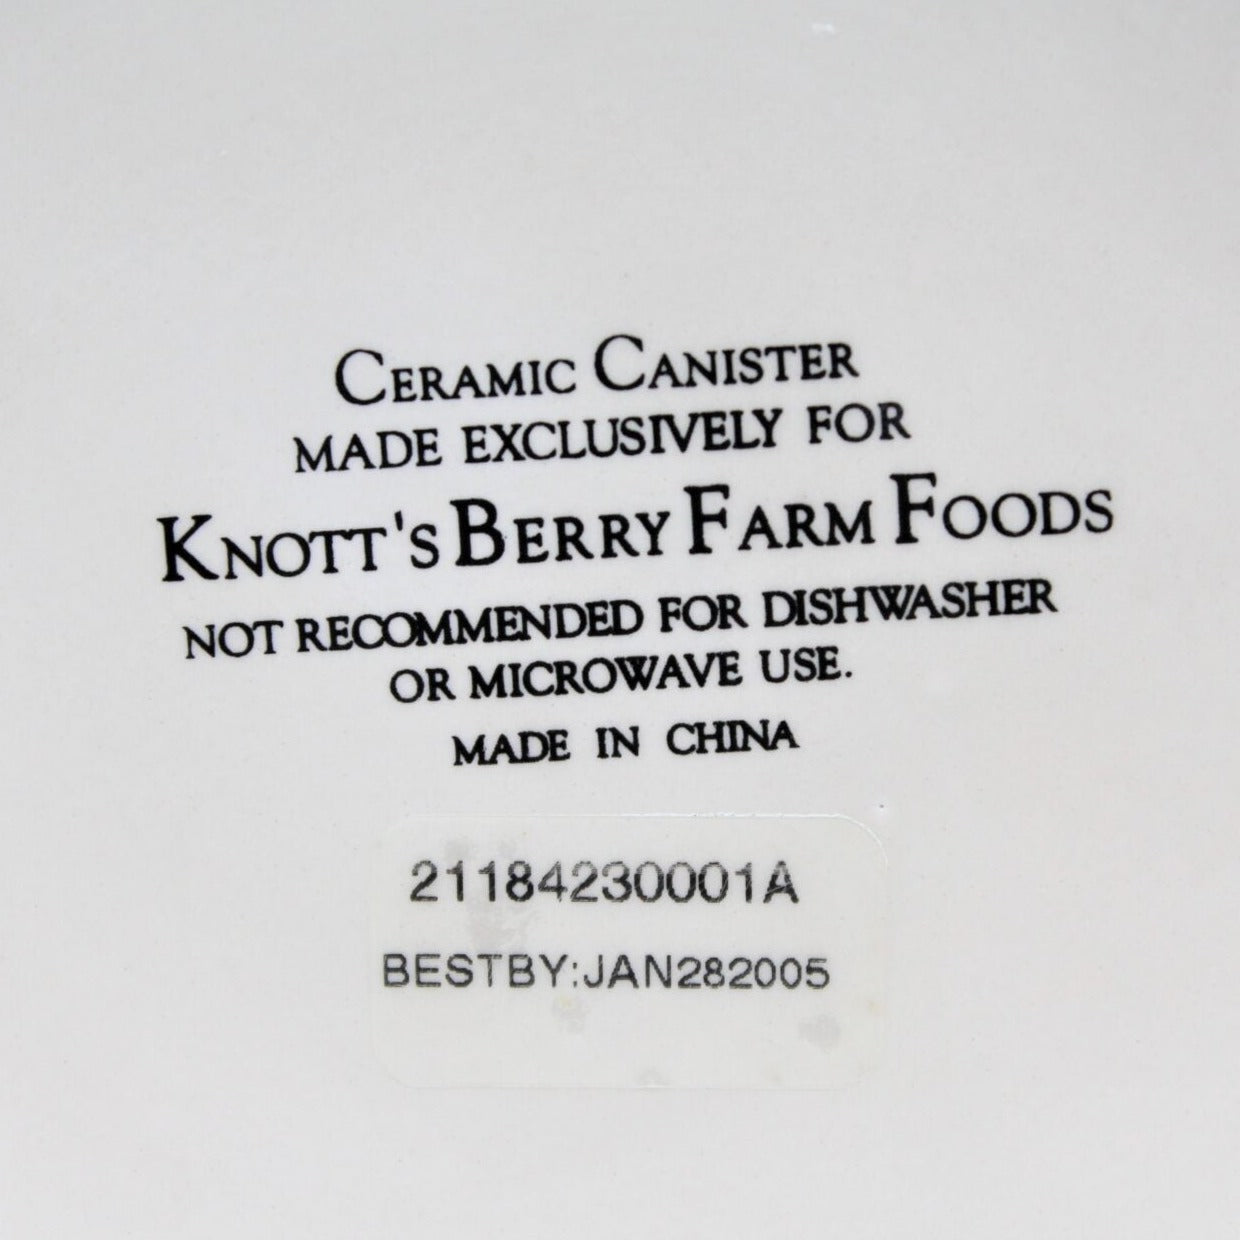 CERAMIC CANISTER
MADE EXCLUSIVELY FOR
KNOTT'S BERRY FARM FOODS
NOT RECOMMENDED FOR DISHWASHER
OR MICROWAVE USE.
MADE IN CHINA
21184230001A
BESTBY:JAN282005